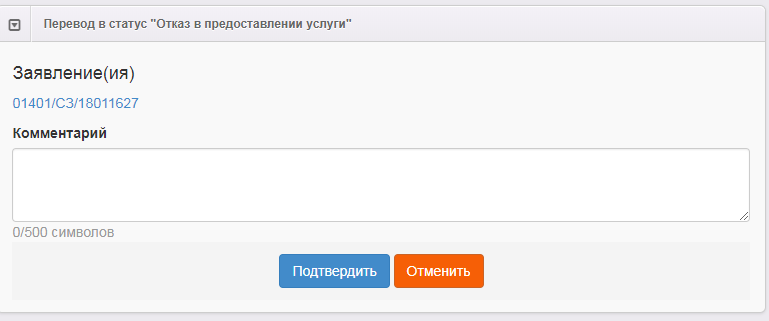 Перевод в статус "Отказ в предоставлении услуги"
Заявление(ия)
01401/СЗ/18011627
Комментарий
0/500 символов
Подтвердить Отменить